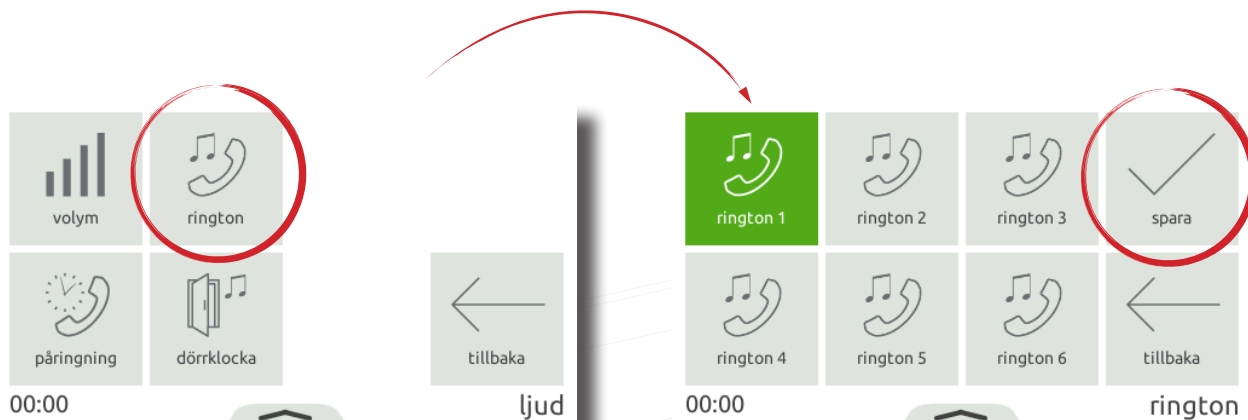 volym
rington
påringning
dörrklocka
tillbaka
00:00
ljud
rington 1
rington 2
rington 3
spara
rington 4
rington 5
rington 6
tillbaka
00:00
rington